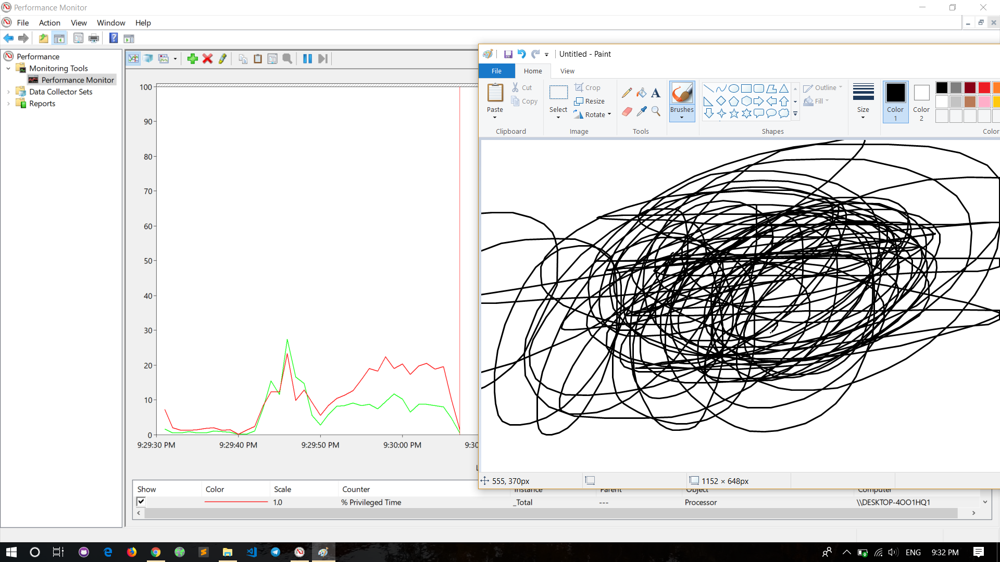 Performance Monitor
File Action View Window Help
Performance
Monitoring Tools
Performance Monitor
Data Collector Sets
Reports
100
90
80
70
60
50
40
30
20
10
0
9:29:30 PM 9:29:40 PM 9:29:50 PM 9:30:00 PM 9:30
Show Color Scale Counter Instance Parent Object Computer
1.0 % Privileged Time _Total --- Processor \\DESKTOP-4OO1HQ1
Untitled - Paint
File Home View
Paste
Cut
Copy
Clipboard
Select
Crop
Resize
Rotate
Image
A
Tools
Brushes
Outline
Fill
Shapes
Size
Color 1
Color 2
Color
555, 370px 1152 × 648px
ENG 9:32 PM